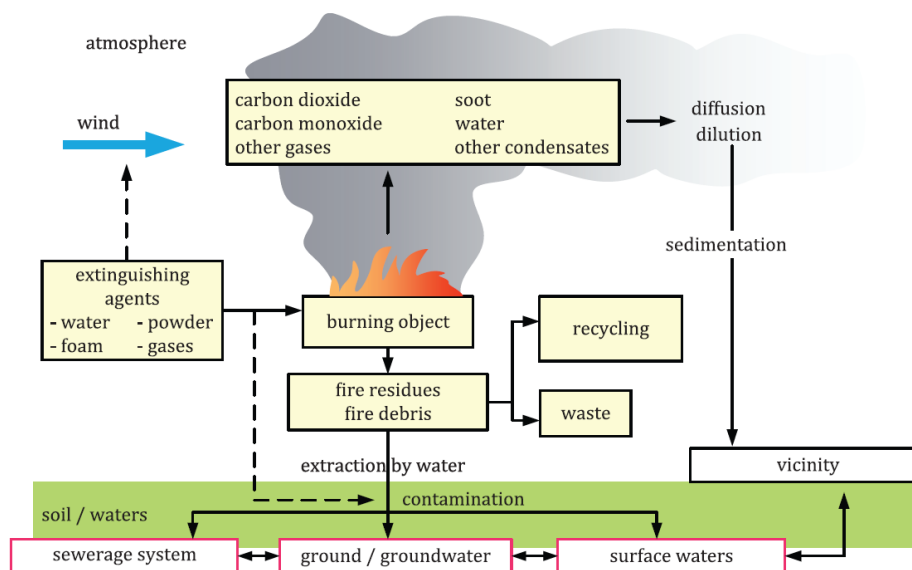 atmosphere
wind
carbon dioxide
carbon monoxide
other gases
soot
water
other condensates
diffusion
dilution
sedimentation
extinguishing
agents
- water
- foam
- powder
- gases
burning object
recycling
fire residues
fire debris
waste
extraction by water
vicinity
contamination
soil / waters
sewerage system
ground / groundwater
surface waters